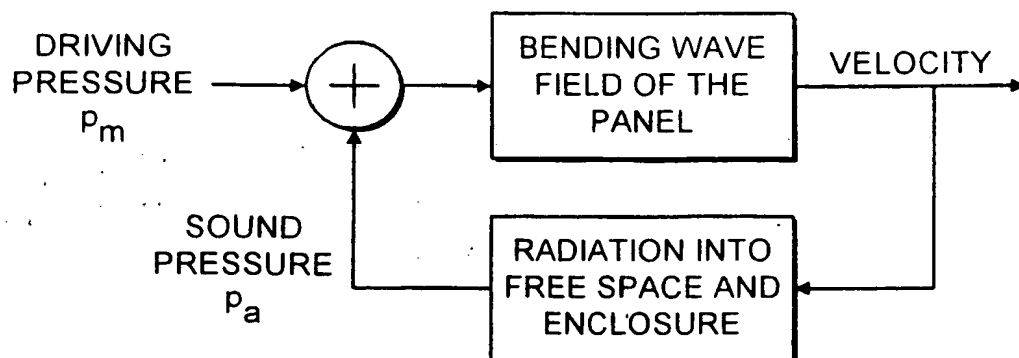 DRIVING
PRESSURE
pm
+
BENDING WAVE
FIELD OF THE
PANEL
VELOCITY
SOUND
PRESSURE
pa
RADIATION INTO
FREE SPACE AND
ENCLOSURE